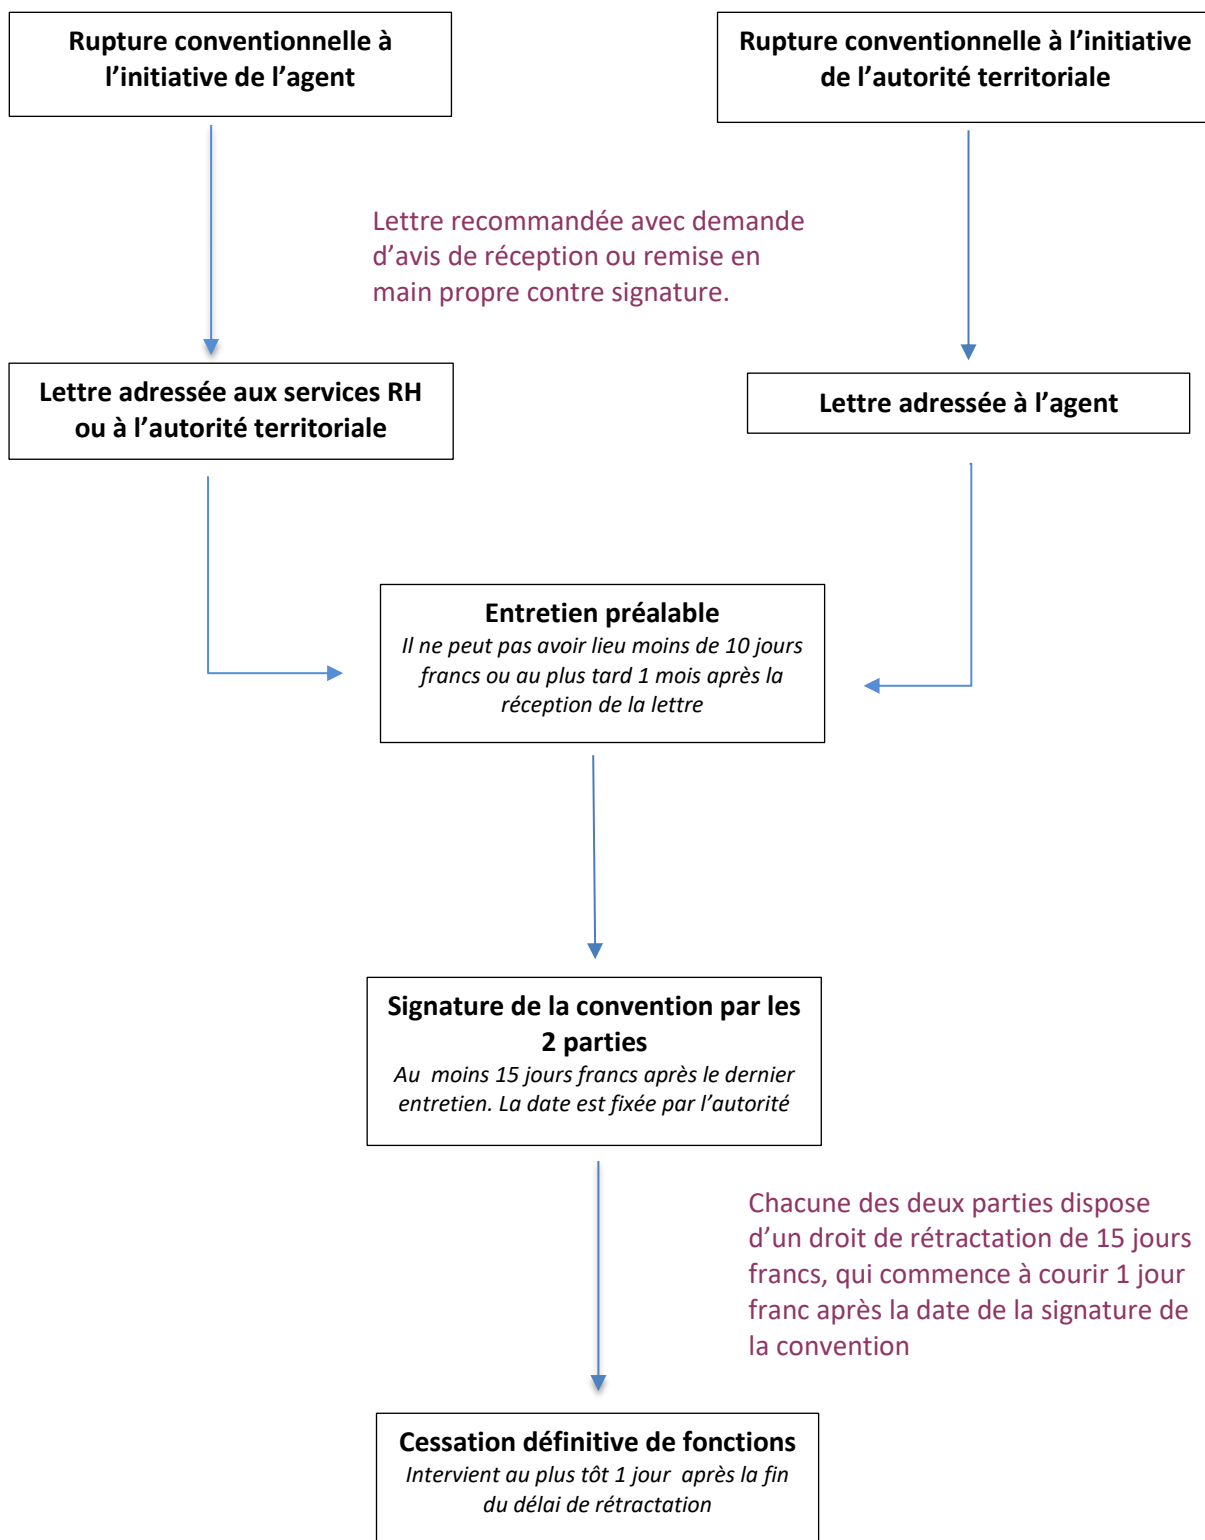 Rupture conventionnelle à
l’initiative de l’agent
Rupture conventionnelle à l’initiative
de l’autorité territoriale
Lettre recommandée avec demande
d’avis de réception ou remise en
main propre contre signature.
Lettre adressée aux services RH
ou à l’autorité territoriale
Lettre adressée à l’agent
Entretien préalable
Il ne peut pas avoir lieu moins de 10 jours
francs ou au plus tard 1 mois après la
réception de la lettre
Signature de la convention par les
2 parties
Au  moins 15 jours francs après le dernier
entretien. La date est fixée par l’autorité
Chacune des deux parties dispose
d’un droit de rétractation de 15 jours
francs, qui commence à courir 1 jour
franc après la date de la signature de
la convention
Cessation définitive de fonctions
Intervient au plus tôt 1 jour  après la fin
du délai de rétractation